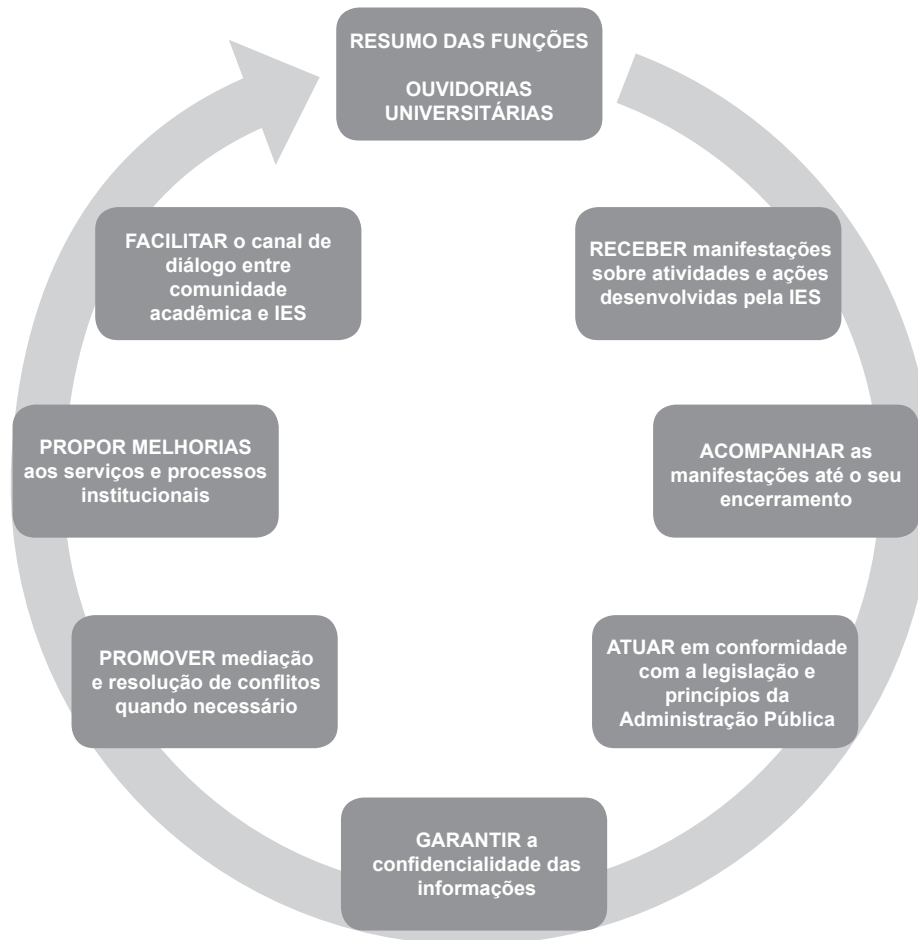 RESUMO DAS FUNÇÕES
OUVIDORIAS
UNIVERSITÁRIAS
RECEBER manifestações
sobre atividades e ações
desenvolvidas pela IES
ACOMPANHAR as
manifestações até o seu
encerramento
ATUAR em conformidade
com a legislação e
princípios da
Administração Pública
GARANTIR a
confidencialidade das
informações
PROMOVER mediação
e resolução de conflitos
quando necessário
PROPOR MELHORIAS
aos serviços e processos
institucionais
FACILITAR o canal de
diálogo entre
comunidade
acadêmica e IES